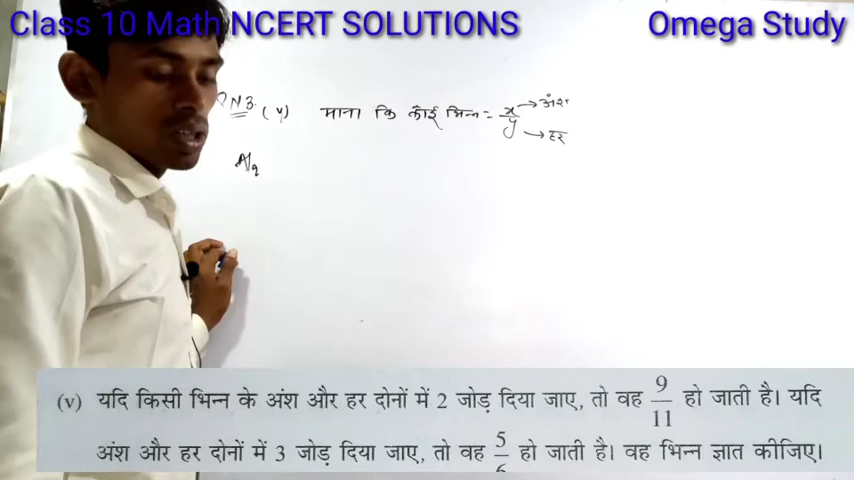 Class 10 Math NCERT SOLUTIONS Omega Study
QN3. (v) माना कि कोई भिन्न = x/y → अंश
→ हर
A/q
(v) यदि किसी भिन्न के अंश और हर दोनों में 2 जोड़ दिया जाए, तो वह 9/11 हो जाती है। यदि
अंश और हर दोनों में 3 जोड़ दिया जाए, तो वह 5/6 हो जाती है। वह भिन्न ज्ञात कीजिए।